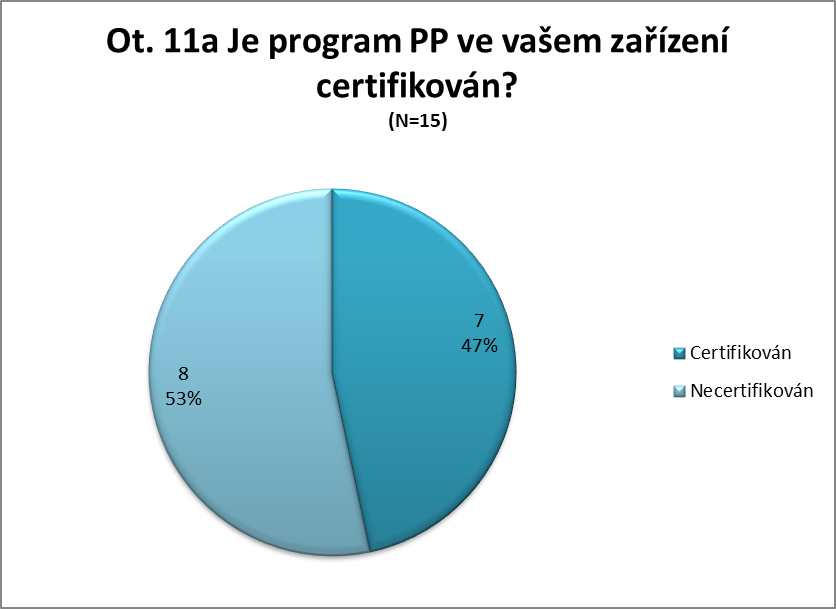 Ot. 11a Je program PP ve vašem zařízení
certifikován?
(N=15)
7
47%
8
53%
Certifikován
Necertifikován